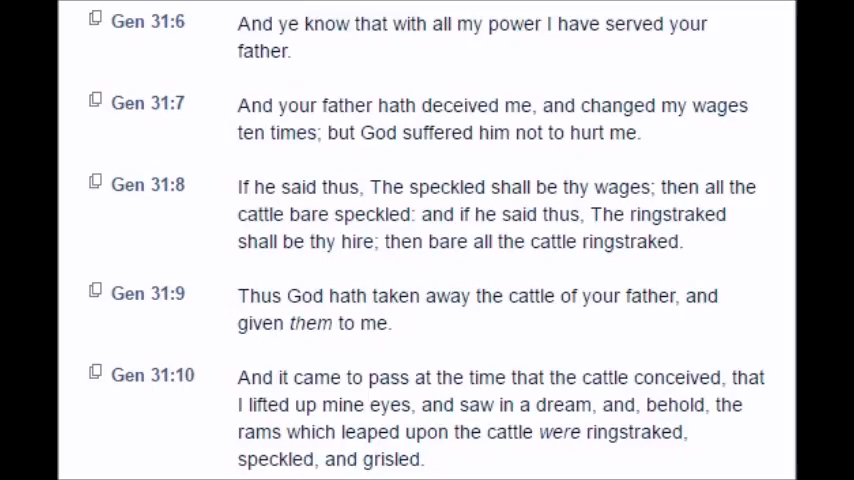 Gen 31:6 And ye know that with all my power I have served your
father.
Gen 31:7 And your father hath deceived me, and changed my wages
ten times; but God suffered him not to hurt me.
Gen 31:8 If he said thus, The speckled shall be thy wages; then all the
cattle bare speckled: and if he said thus, The ringstraked
shall be thy hire; then bare all the cattle ringstraked.
Gen 31:9 Thus God hath taken away the cattle of your father, and
given them to me.
Gen 31:10 And it came to pass at the time that the cattle conceived, that
I lifted up mine eyes, and saw in a dream, and, behold, the
rams which leaped upon the cattle were ringstraked,
speckled, and grisled.